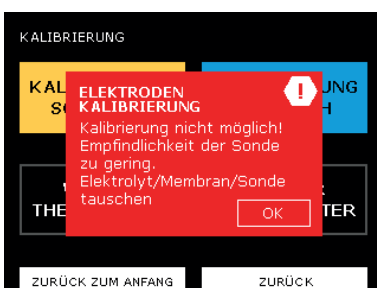 KALIBRIERUNG
ELEKTRODEN
KALIBRIERUNG
Kalibrierung nicht möglich!
Empfindlichkeit der Sonde
zu gering.
Elektrolyt/Membran/Sonde
tauschen
OK
ZURÜCK ZUM ANFANG
ZURÜCK